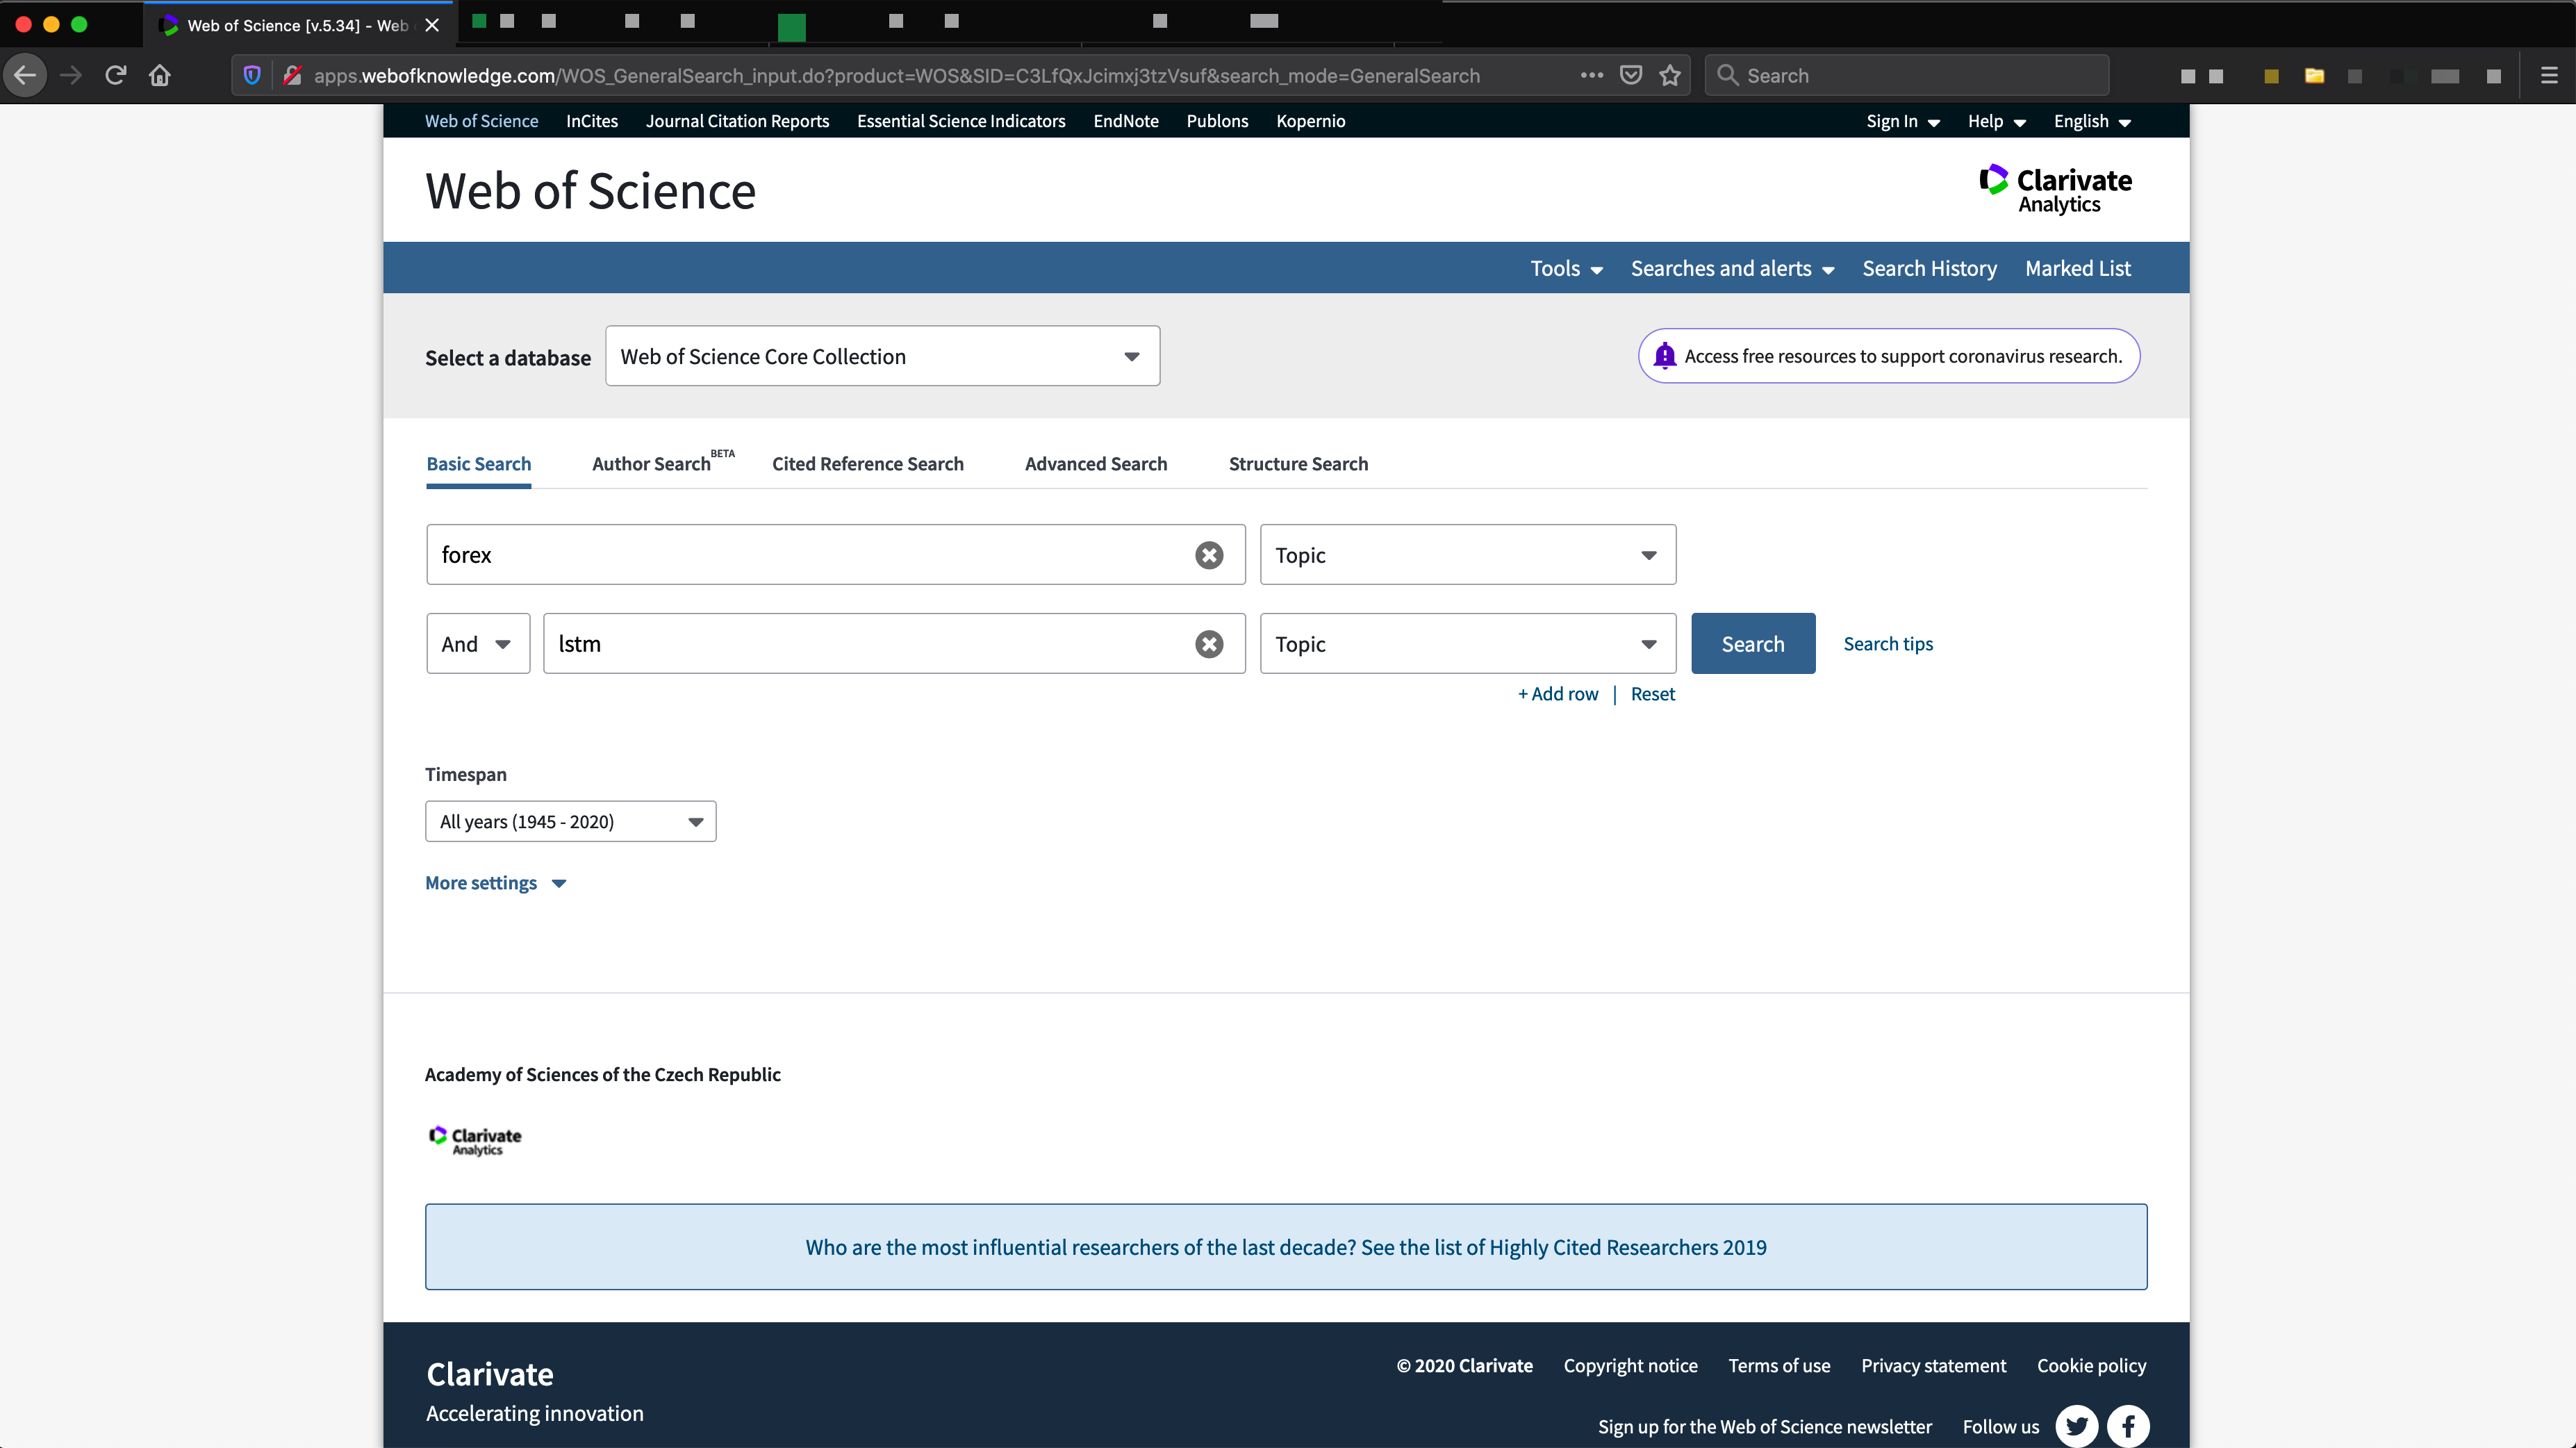 Web of Science [v.5.34] - Web
apps.webofknowledge.com/WOS_GeneralSearch_input.do?product=WOS&SID=C3LfQxJcimxj3tzVsuf&search_mode=GeneralSearch
Search
Web of Science InCites Journal Citation Reports Essential Science Indicators EndNote Publons Kopernio Sign In Help English
Web of Science
Clarivate
Analytics
Tools Searches and alerts Search History Marked List
Select a database Web of Science Core Collection Access free resources to support coronavirus research.
Basic Search Author Search BETA Cited Reference Search Advanced Search Structure Search
forex Topic
And lstm Topic Search Search tips
+ Add row | Reset
Timespan
All years (1945 - 2020)
More settings
Academy of Sciences of the Czech Republic
Clarivate
Analytics
Who are the most influential researchers of the last decade? See the list of Highly Cited Researchers 2019
Clarivate
Accelerating innovation
© 2020 Clarivate Copyright notice Terms of use Privacy statement Cookie policy
Sign up for the Web of Science newsletter Follow us